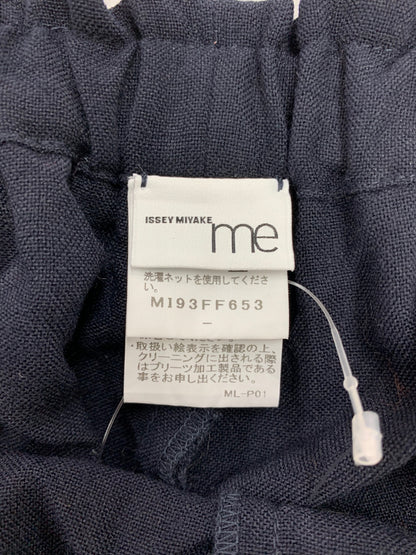 ISSEY MIYAKE
me
洗濯ネットを使用してくださ
い。
MI93FF653
—
・取扱い絵表示を確認の上、
クリーニングに出される際
はプリーツ加工製品である
事をお申し出ください。
ML-P01